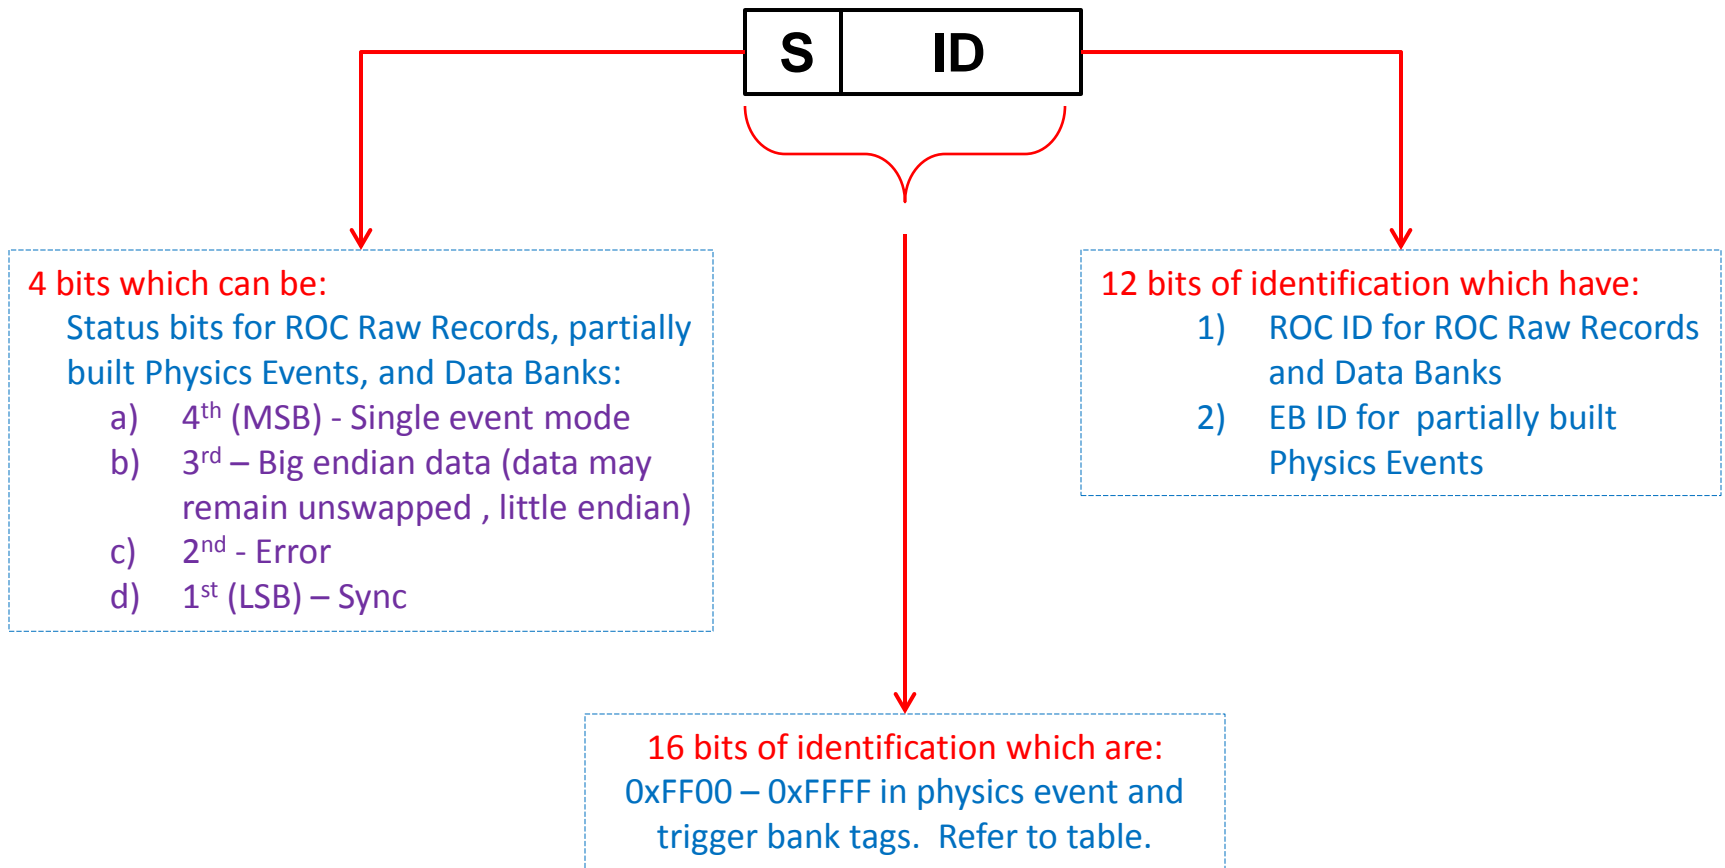 S ID
4 bits which can be:
Status bits for ROC Raw Records, partially
built Physics Events, and Data Banks:
a) 4th (MSB) - Single event mode
b) 3rd – Big endian data (data may
remain unswapped , little endian)
c) 2nd - Error
d) 1st (LSB) – Sync
12 bits of identification which have:
1) ROC ID for ROC Raw Records
and Data Banks
2) EB ID for partially built
Physics Events
16 bits of identification which are:
0xFF00 – 0xFFFF in physics event and
trigger bank tags. Refer to table.